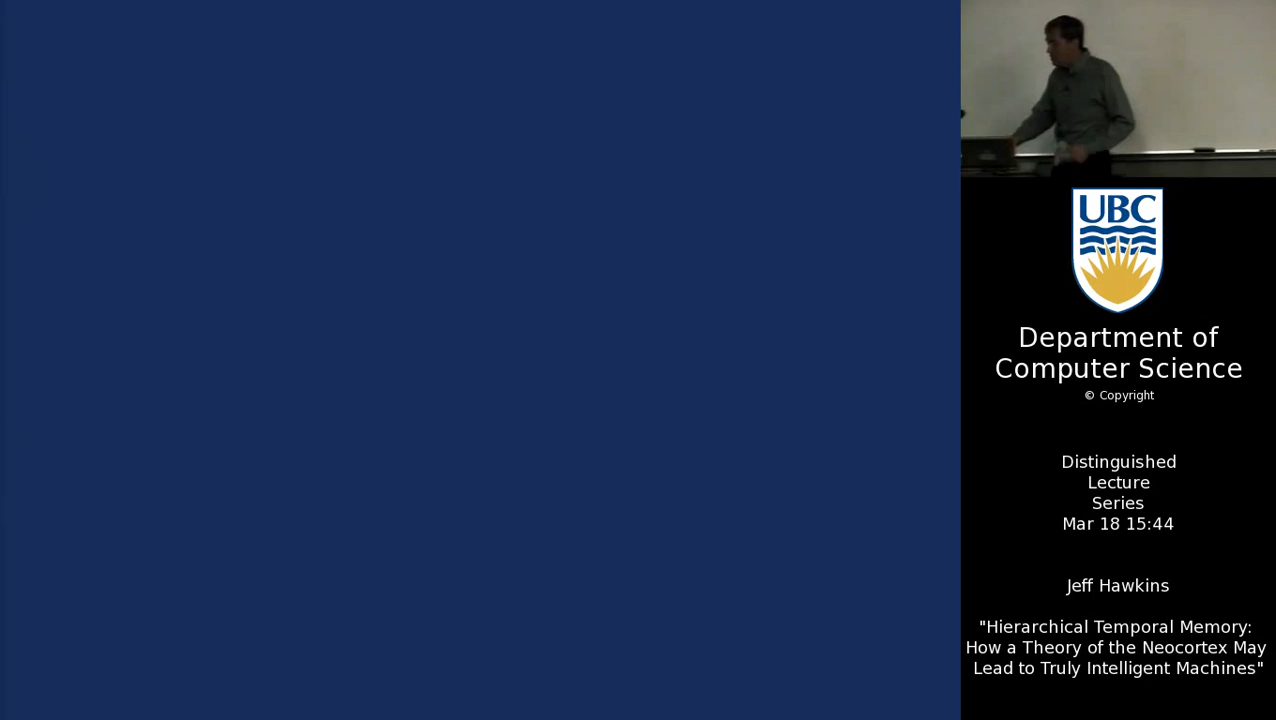 UBC
Department of
Computer Science
© Copyright
Distinguished
Lecture
Series
Mar 18 15:44
Jeff Hawkins
"Hierarchical Temporal Memory:
How a Theory of the Neocortex May
Lead to Truly Intelligent Machines"